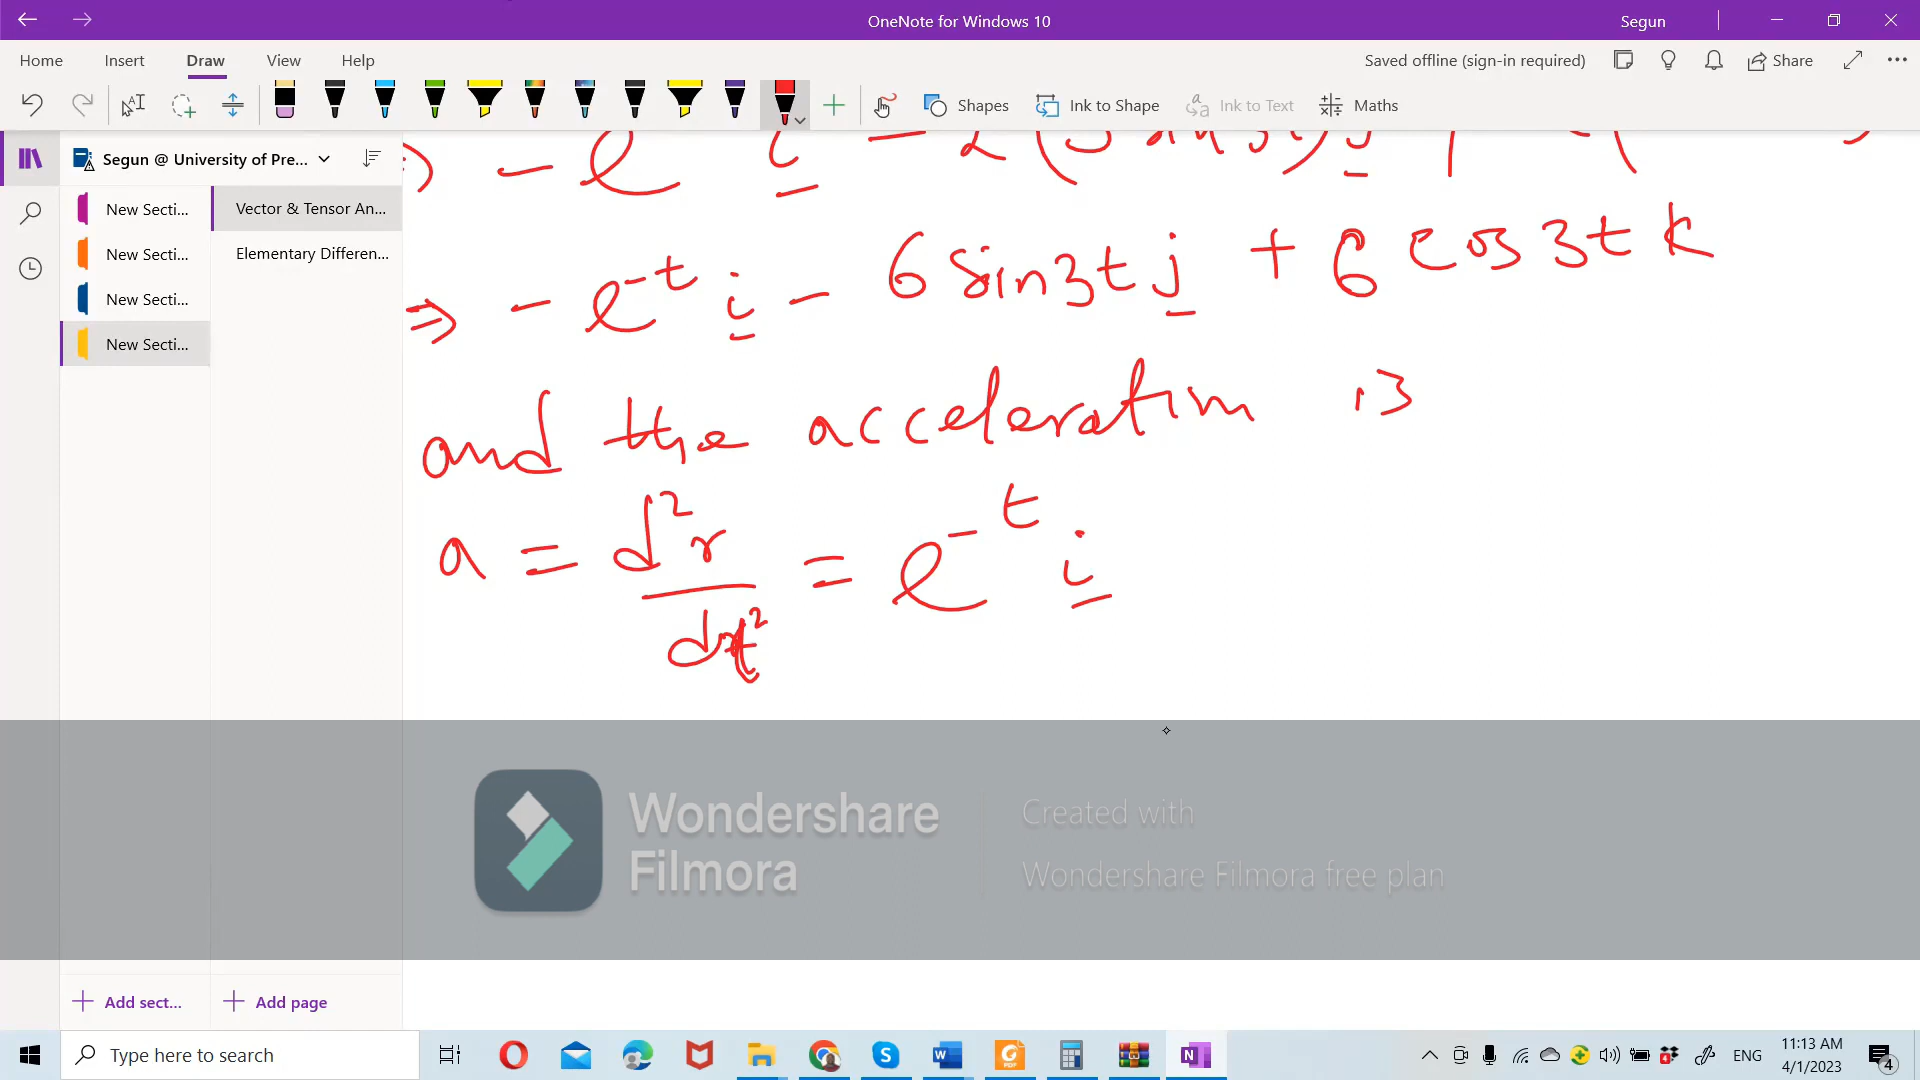 OneNote for Windows 10
Segun
Home Insert Draw View Help
Saved offline (sign-in required)
Share
Shapes
Ink to Shape
Ink to Text
Maths
Segun @ University of Pre...
New Secti...
New Secti...
New Secti...
New Secti...
Vector & Tensor An...
Elementary Differen...
⇒ - e^-t i - 6 sin3t j + 6 cos3t k
and the acceleration is
a = d²r/dt² = e^-t i
Wondershare
Filmora
Created with
Wondershare Filmora free plan
Add sect...
Add page
Type here to search
ENG
11:13 AM
4/1/2023
4